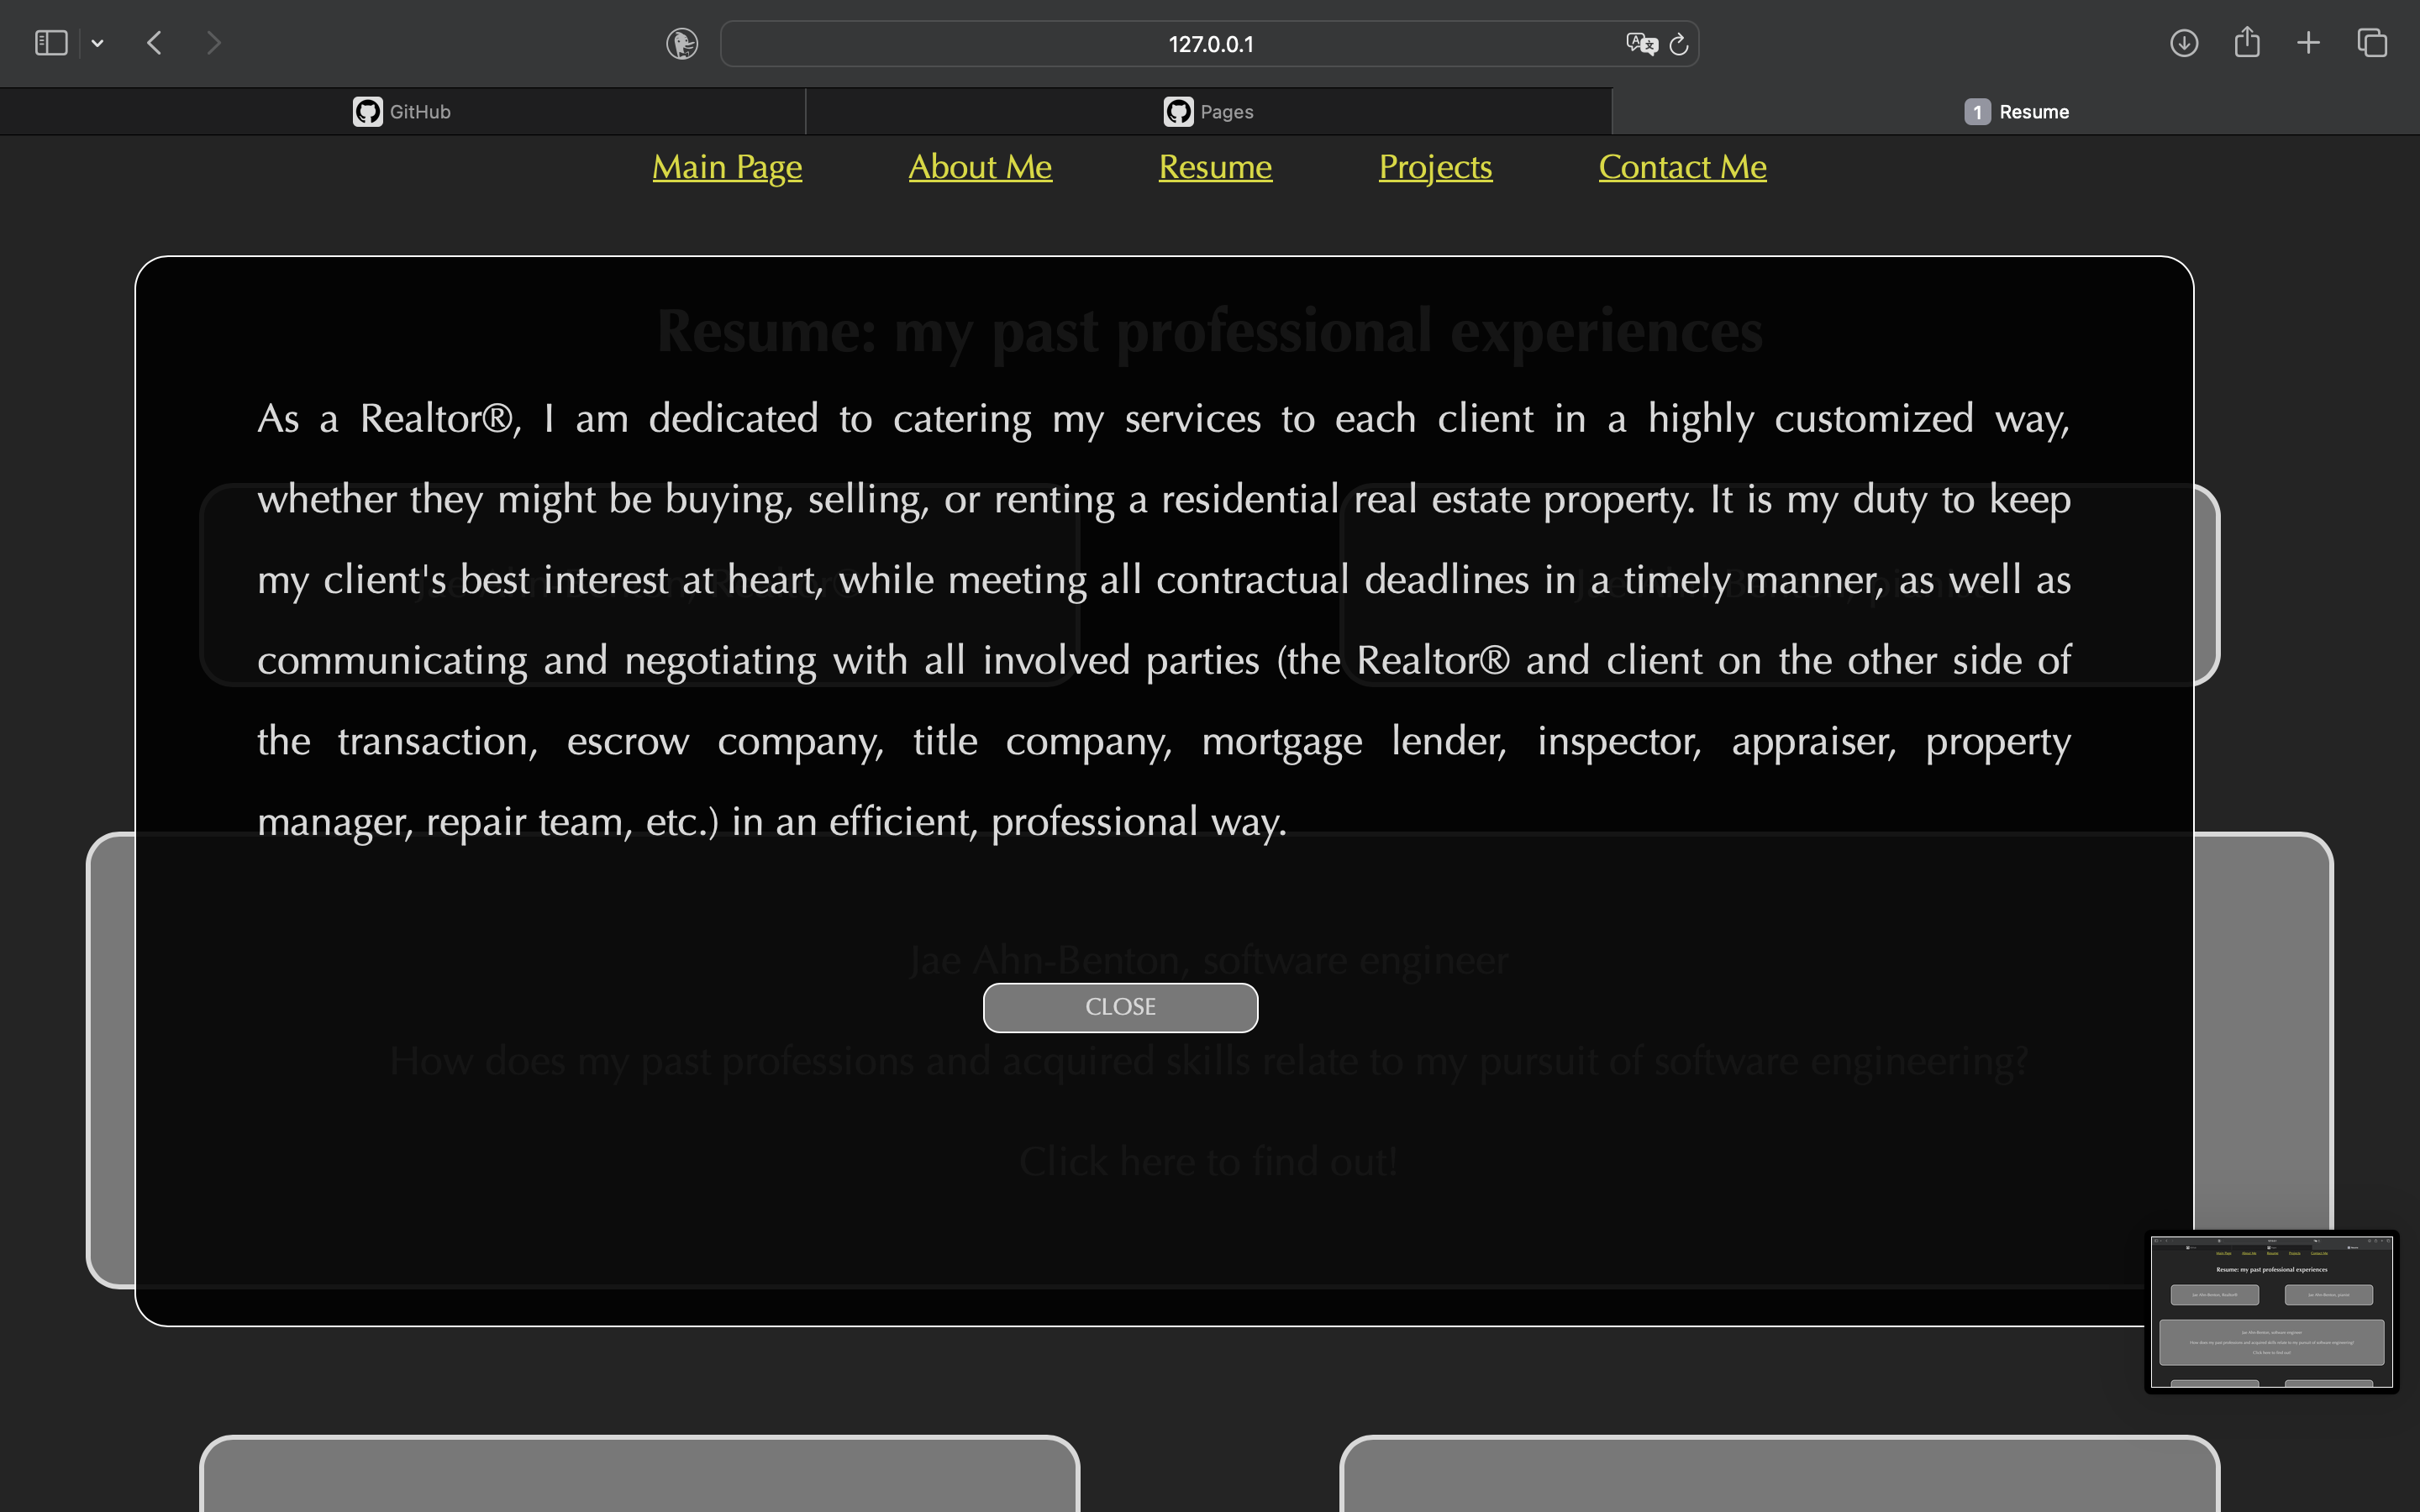 127.0.0.1
GitHub
Pages
1 Resume
Main Page About Me Resume Projects Contact Me
Resume: my past professional experiences
As a Realtor®, I am dedicated to catering my services to each client in a highly customized way,
whether they might be buying, selling, or renting a residential real estate property. It is my duty to keep
my client's best interest at heart, while meeting all contractual deadlines in a timely manner, as well as
communicating and negotiating with all involved parties (the Realtor® and client on the other side of
the transaction, escrow company, title company, mortgage lender, inspector, appraiser, property
manager, repair team, etc.) in an efficient, professional way.
Jae Ahn-Benton, software engineer
CLOSE
How does my past professions and acquired skills relate to my pursuit of software engineering?
Click here to find out!
Resume: my past professional experiences